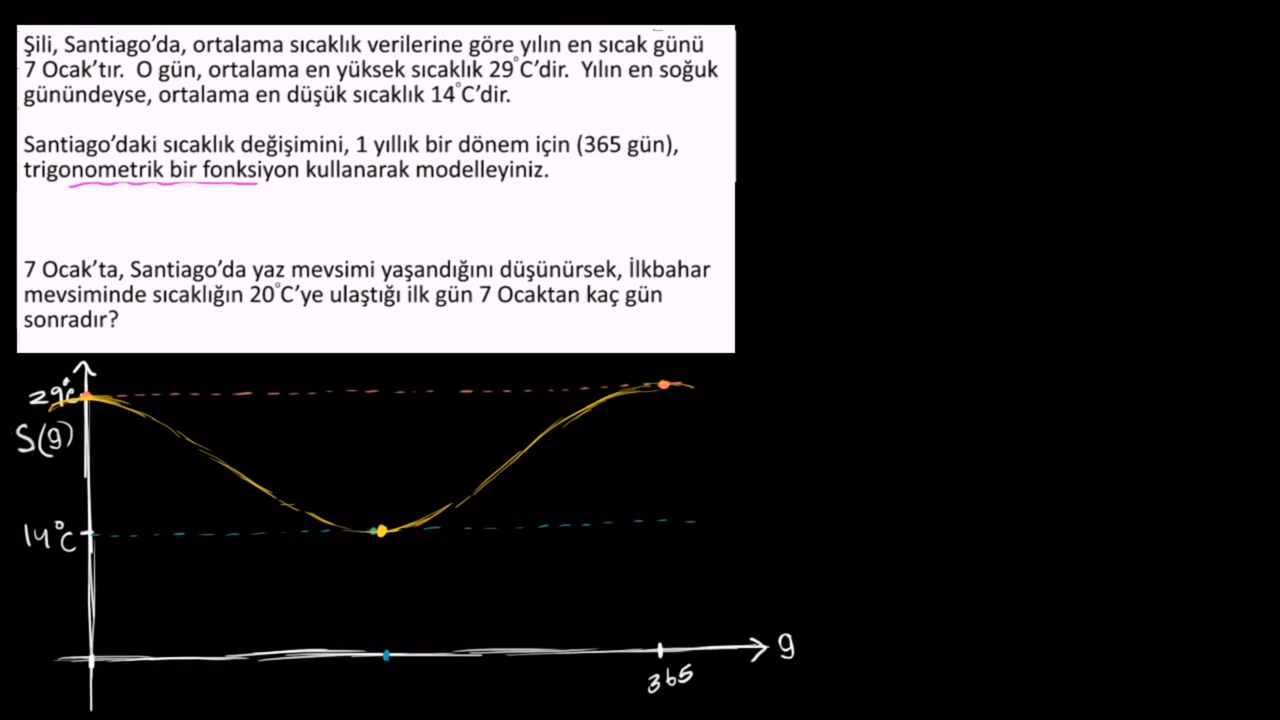 Şili, Santiago’da, ortalama sıcaklık verilerine göre yılın en sıcak günü
7 Ocak’tır. O gün, ortalama en yüksek sıcaklık 29°C’dir. Yılın en soğuk
günündeyse, ortalama en düşük sıcaklık 14°C’dir.
Santiago’daki sıcaklık değişimini, 1 yıllık bir dönem için (365 gün),
trigonometrik bir fonksiyon kullanarak modelleyiniz.
7 Ocak’ta, Santiago’da yaz mevsimi yaşandığını düşünürsek, İlkbahar
mevsiminde sıcaklığın 20°C’ye ulaştığı ilk gün 7 Ocaktan kaç gün
sonradır?
29°C
S(g)
14°C
g
365